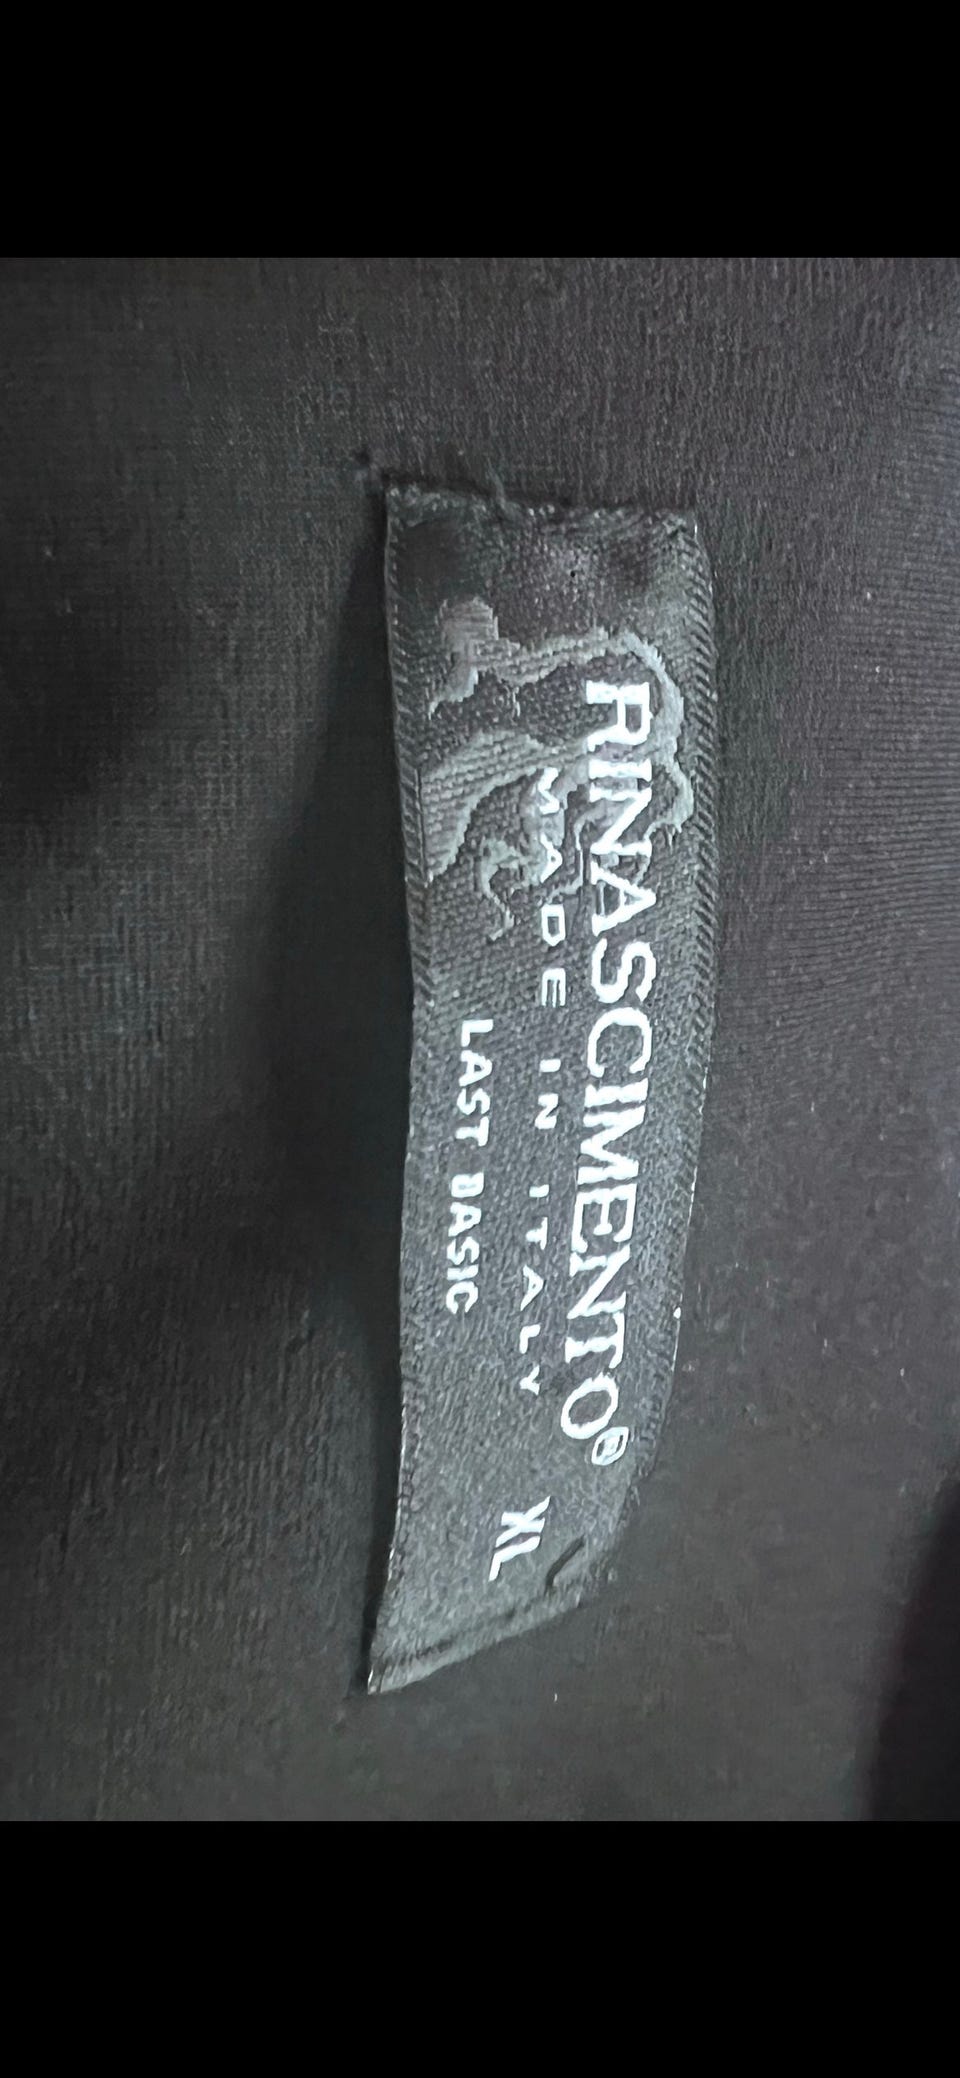 RINASCIMENTO®
MADE IN ITALY
LAST BASIC
XL